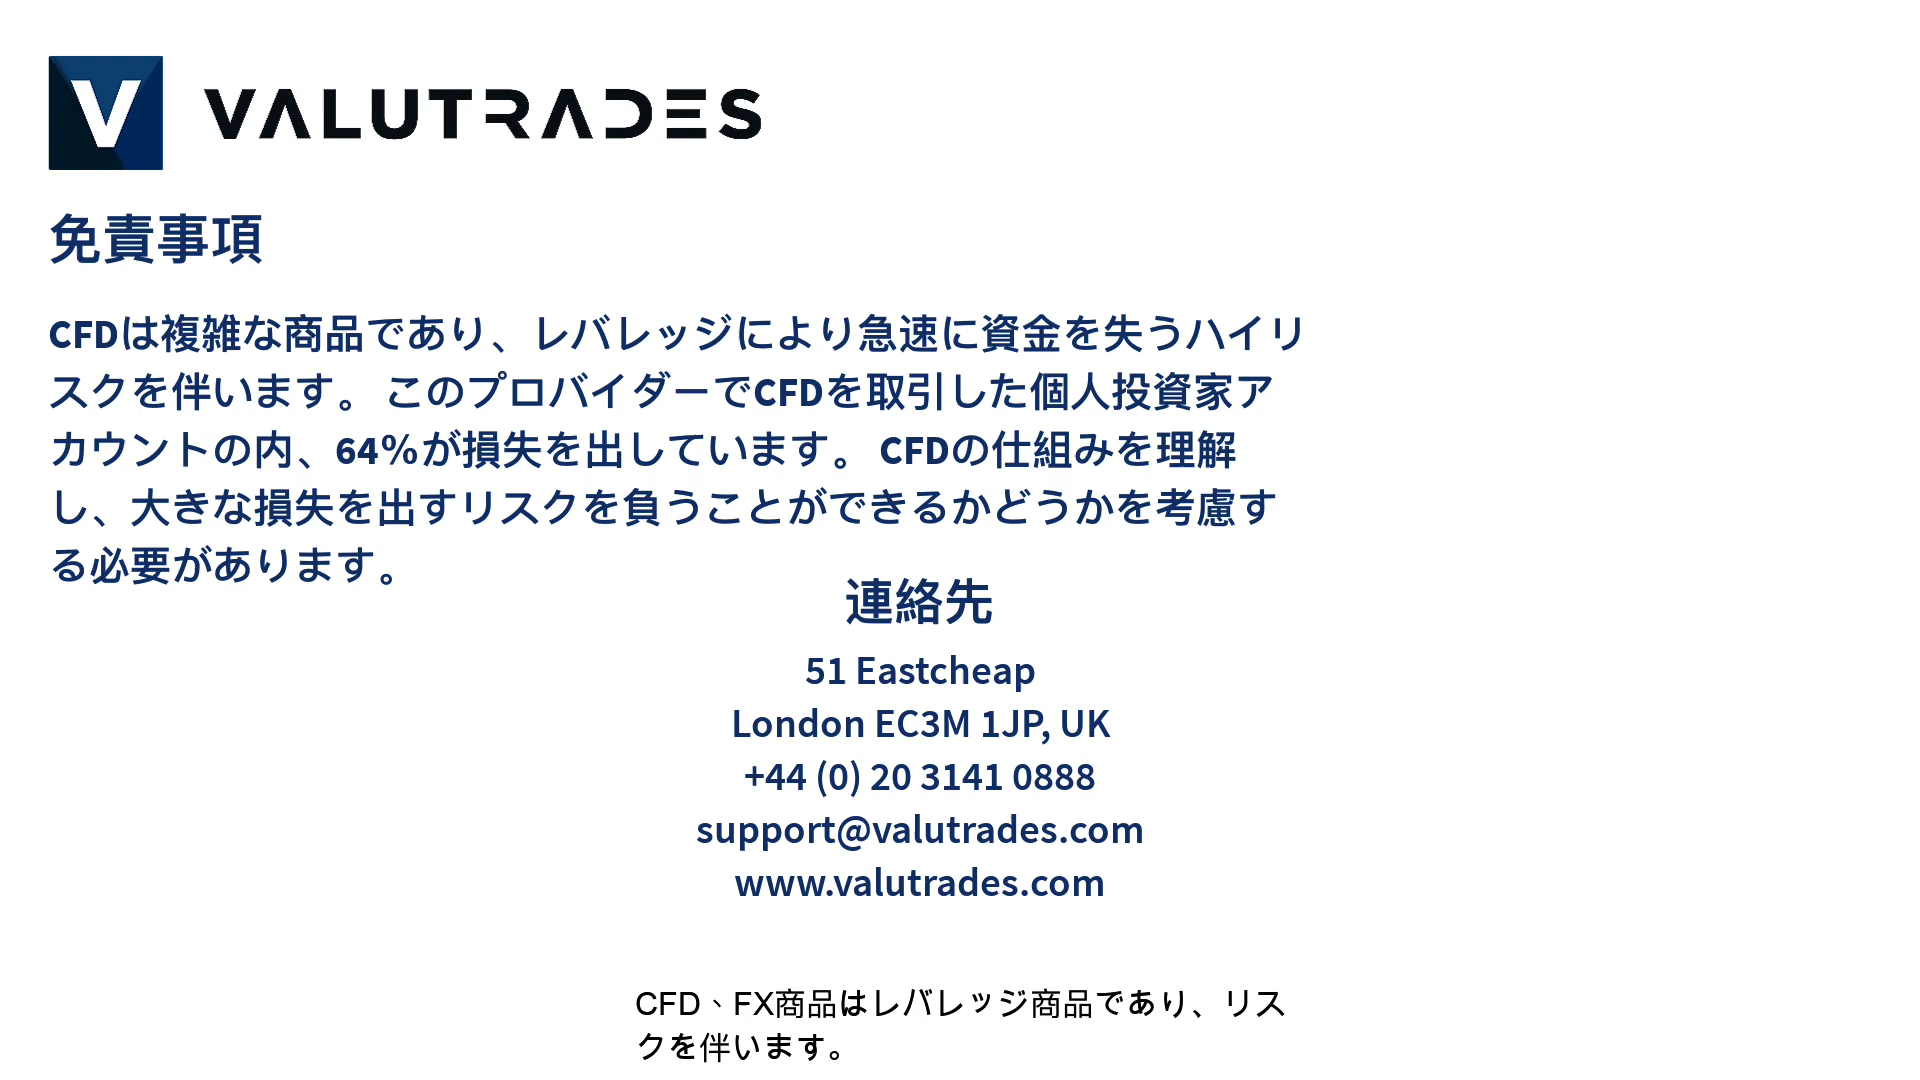 V VALUTRADES
免責事項
CFDは複雑な商品であり、レバレッジにより急速に資金を失うハイリ
スクを伴います。 このプロバイダーでCFDを取引した個人投資家ア
カウントの内、64％が損失を出しています。 CFDの仕組みを理解
し、大きな損失を出すリスクを負うことができるかどうかを考慮す
る必要があります。
連絡先
51 Eastcheap
London EC3M 1JP, UK
+44 (0) 20 3141 0888
support@valutrades.com
www.valutrades.com
CFD、FX商品はレバレッジ商品であり、リス
クを伴います。